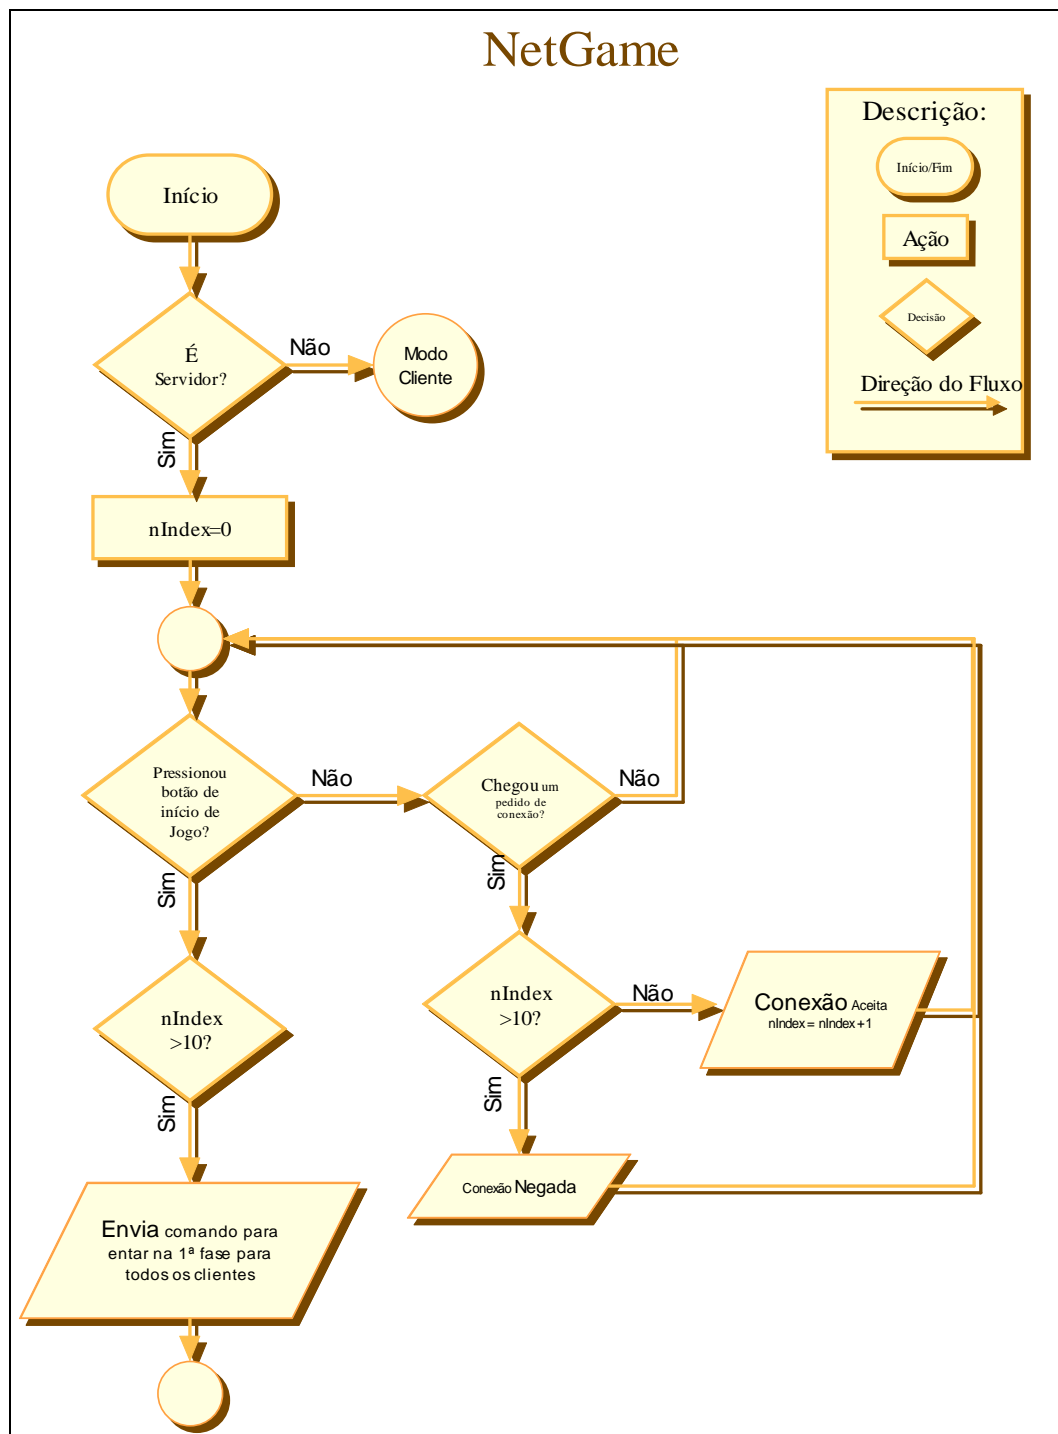 NetGame
Descrição:
Início/Fim
Ação
Decisão
Direção do Fluxo
Início
É
Servidor?
Não
Modo
Cliente
Sim
nIndex=0
Pressionou
botão de
início de
Jogo?
Não
Chegou um
pedido de
conexão?
Não
Sim
Sim
nIndex
>10?
nIndex
>10?
Não
Conexão Aceita
nIndex = nIndex +1
Sim
Sim
Conexão Negada
Envia comando para
entar na 1ª fase para
todos os clientes